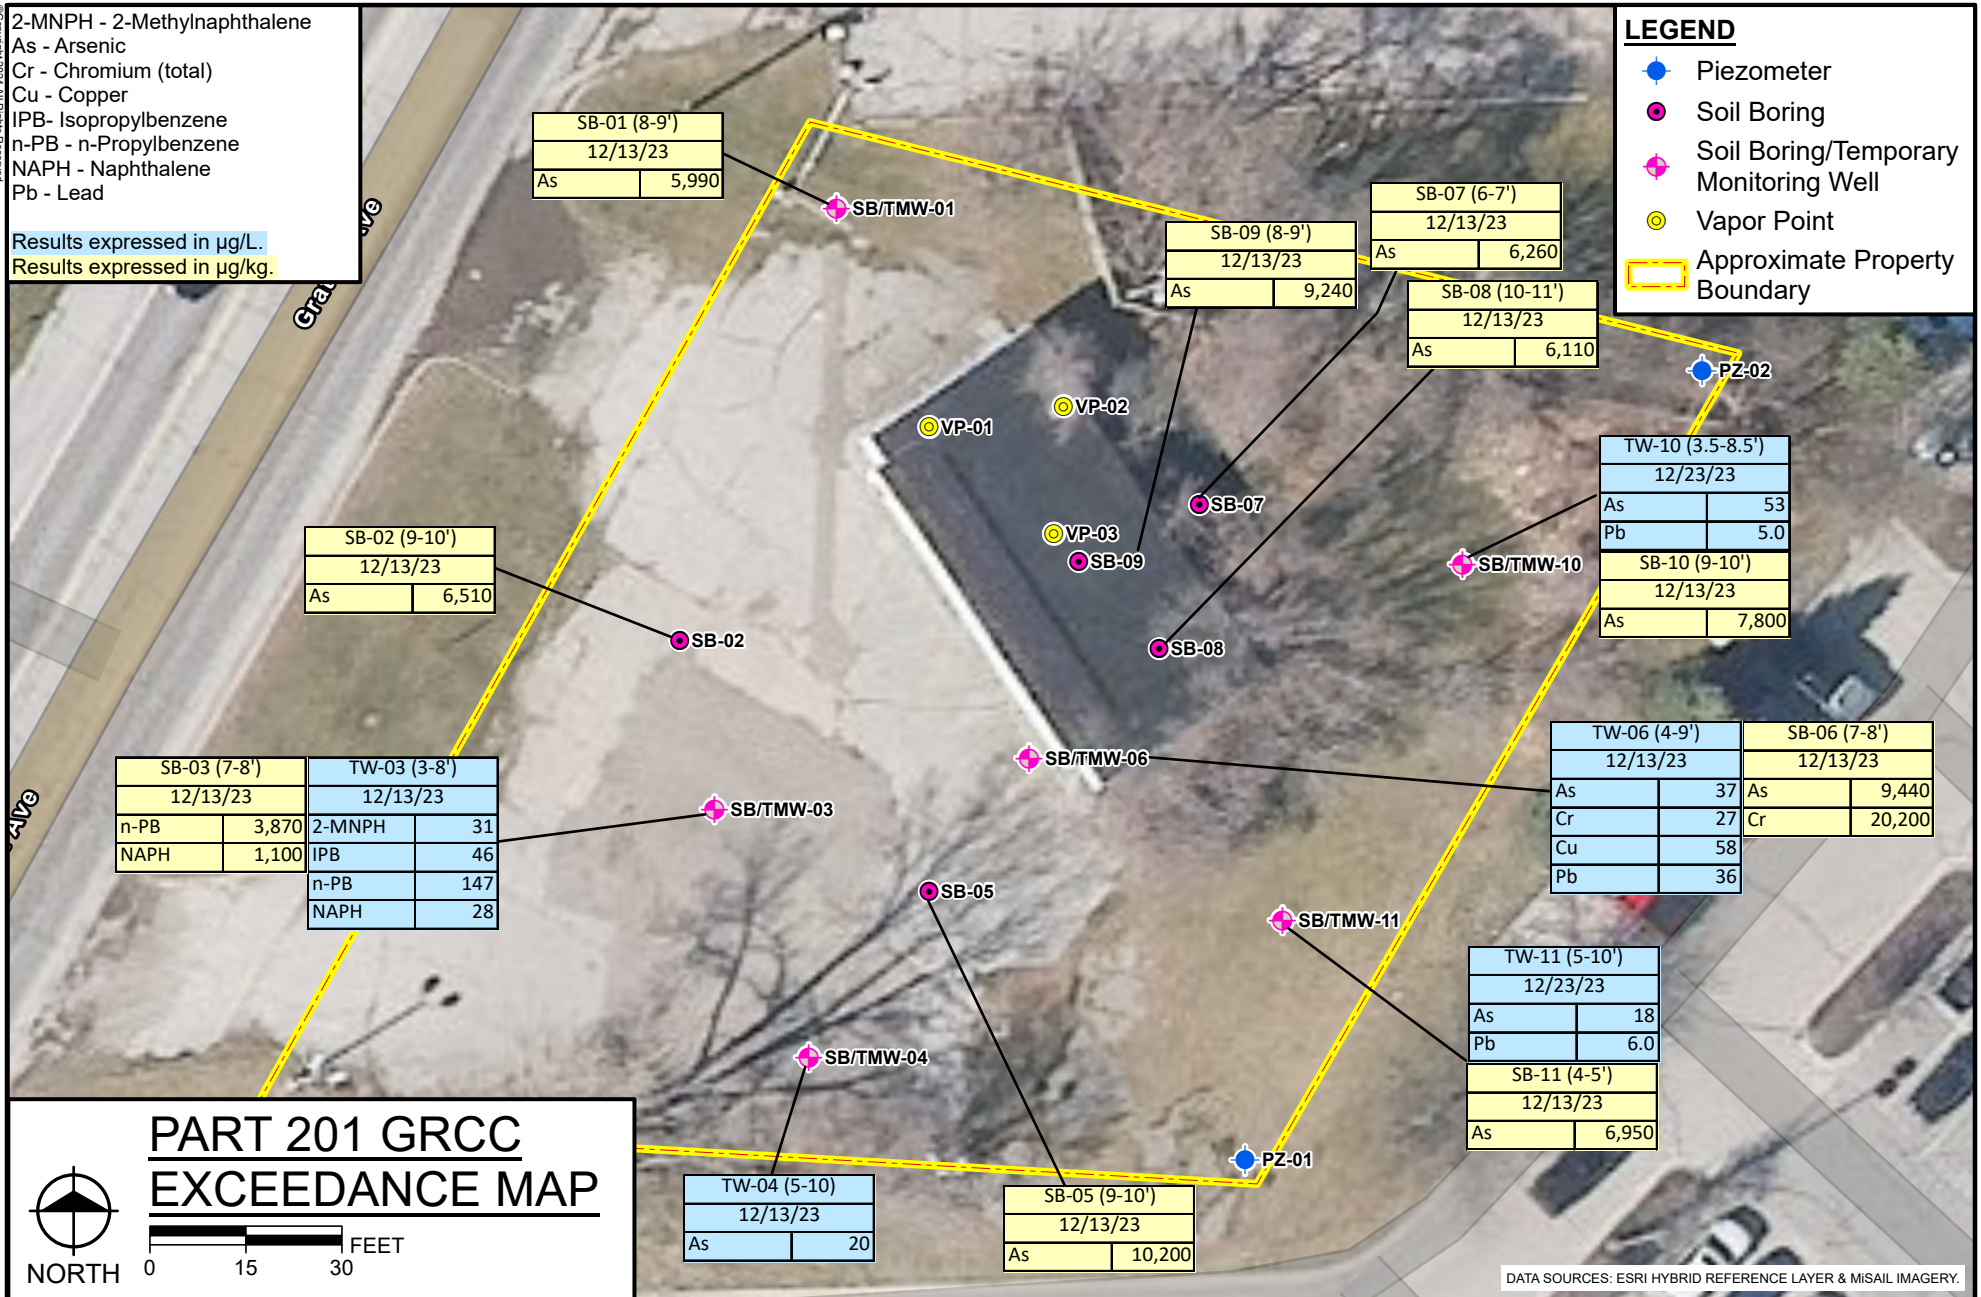 2-MNPH - 2-Methylnaphthalene
As - Arsenic
Cr - Chromium (total)
Cu - Copper
IPB- Isopropylbenzene
n-PB - n-Propylbenzene
NAPH - Naphthalene
Pb - Lead
Results expressed in µg/L.
Results expressed in µg/kg.
LEGEND
Piezometer
Soil Boring
Soil Boring/Temporary
Monitoring Well
Vapor Point
Approximate Property
Boundary
SB-01 (8-9')
12/13/23
As 5,990
SB/TMW-01
SB-07 (6-7')
12/13/23
As 6,260
SB-09 (8-9')
12/13/23
As 9,240
SB-08 (10-11')
12/13/23
As 6,110
PZ-02
VP-02
VP-01
TW-10 (3.5-8.5')
12/23/23
As 53
Pb 5.0
SB-10 (9-10')
12/13/23
As 7,800
SB-07
VP-03
SB-09
SB/TMW-10
SB-02 (9-10')
12/13/23
As 6,510
SB-02
SB-08
SB/TMW-06
TW-06 (4-9')
12/13/23
As 37
Cr 27
Cu 58
Pb 36
SB-06 (7-8')
12/13/23
As 9,440
Cr 20,200
SB-03 (7-8')
12/13/23
n-PB 3,870
NAPH 1,100
TW-03 (3-8')
12/13/23
2-MNPH 31
IPB 46
n-PB 147
NAPH 28
SB/TMW-03
Ave
SB-05
SB/TMW-11
TW-11 (5-10')
12/23/23
As 18
Pb 6.0
SB-11 (4-5')
12/13/23
As 6,950
SB/TMW-04
PZ-01
TW-04 (5-10)
12/13/23
As 20
SB-05 (9-10')
12/13/23
As 10,200
PART 201 GRCC
EXCEEDANCE MAP
NORTH
0 15 30 FEET
DATA SOURCES: ESRI HYBRID REFERENCE LAYER & MiSAIL IMAGERY.